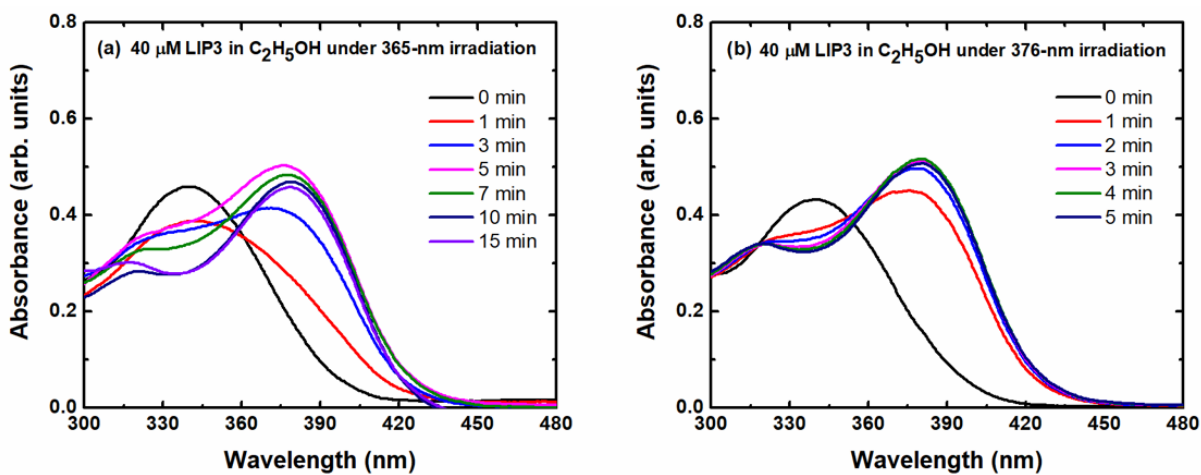 (a) 40 μM LIP3 in C₂H₅OH under 365-nm irradiation
0 min
1 min
3 min
5 min
7 min
10 min
15 min
0.8
0.6
0.4
0.2
0.0
Absorbance (arb. units)
300 330 360 390 420 450 480
Wavelength (nm)
(b) 40 μM LIP3 in C₂H₅OH under 376-nm irradiation
0 min
1 min
2 min
3 min
4 min
5 min
0.8
0.6
0.4
0.2
0.0
Absorbance (arb. units)
300 330 360 390 420 450 480
Wavelength (nm)